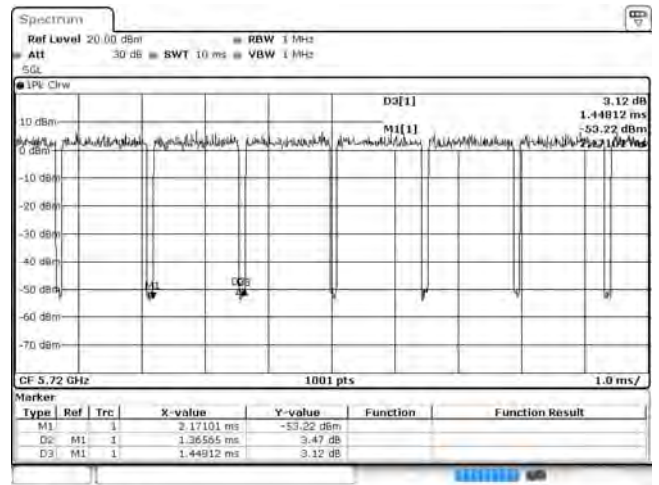 Spectrum
Ref Level 20.00 dBm RBW 1 MHz
Att 30 dB SWT 10 ms VBW 1 MHz
SGL
1Pk Clrw
D3[1] 3.12 dB
1.44812 ms
M1[1] -53.22 dBm
2.17101 ms
10 dBm
0 dBm
-10 dBm
-20 dBm
-30 dBm
-40 dBm
-50 dBm
-60 dBm
-70 dBm
M1
D2D3
CF 5.72 GHz 1001 pts 1.0 ms/
Marker
Type Ref Trc X-value Y-value Function Function Result
M1 1 2.17101 ms -53.22 dBm
D2 M1 1 1.36565 ms 3.47 dB
D3 M1 1 1.44812 ms 3.12 dB